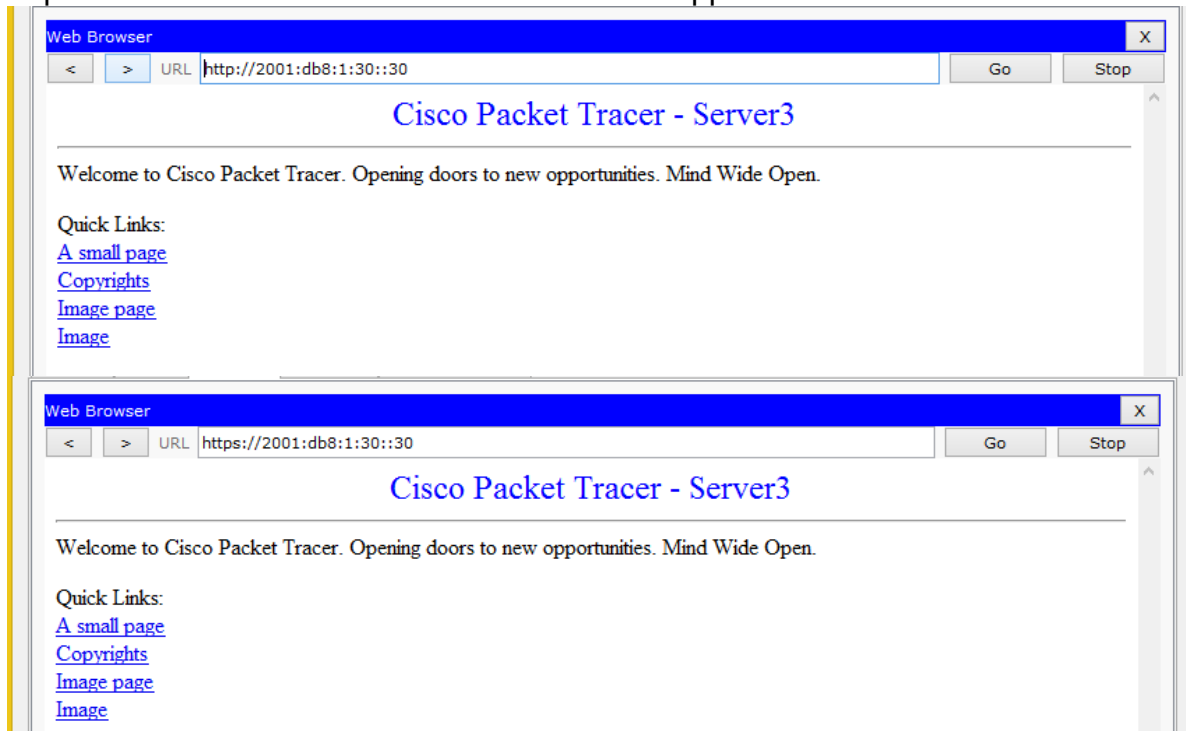 Web Browser X
< > URL http://2001:db8:1:30::30 Go Stop
Cisco Packet Tracer - Server3
Welcome to Cisco Packet Tracer. Opening doors to new opportunities. Mind Wide Open.
Quick Links:
A small page
Copyrights
Image page
Image
Web Browser X
< > URL https://2001:db8:1:30::30 Go Stop
Cisco Packet Tracer - Server3
Welcome to Cisco Packet Tracer. Opening doors to new opportunities. Mind Wide Open.
Quick Links:
A small page
Copyrights
Image page
Image